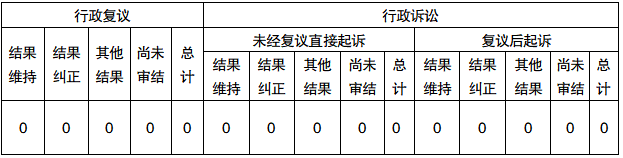 行政复议 行政诉讼
未经复议直接起诉 复议后起诉
结果维持 结果纠正 其他结果 尚未审结 总计 结果维持 结果纠正 其他结果 尚未审结 总计 结果维持 结果纠正 其他结果 尚未审结 总计
0 0 0 0 0 0 0 0 0 0 0 0 0 0 0